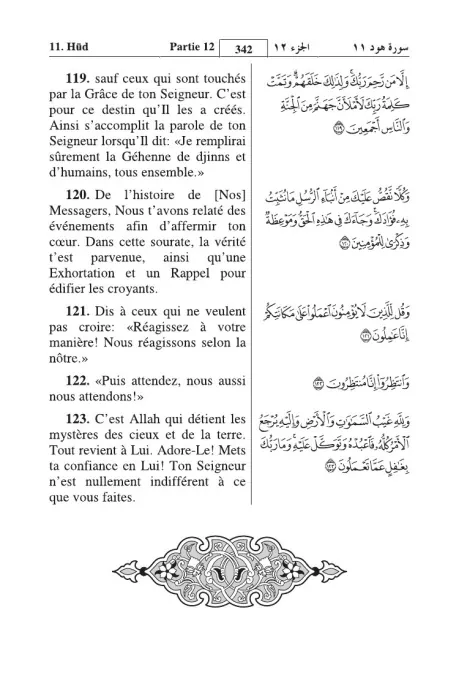 11. Hūd Partie 12 342 الجزء ١٢ سورة هود ١١
119. sauf ceux qui sont touchés
par la Grâce de ton Seigneur. C’est
pour ce destin qu’Il les a créés.
Ainsi s’accomplit la parole de ton
Seigneur lorsqu’Il dit: «Je remplirai
sûrement la Géhenne de djinns et
d’humains, tous ensemble.»
إِلَّا مَن رَّحِمَ رَبُّكَ وَلِذَٰلِكَ خَلَقَهُمْ وَتَمَّتْ
كَلِمَةُ رَبِّكَ لَأَمْلَأَنَّ جَهَنَّمَ مِنَ الْجِنَّةِ
وَالنَّاسِ أَجْمَعِينَ ١١٩
120. De l’histoire de [Nos]
Messagers, Nous t’avons relaté des
événements afin d’affermir ton
cœur. Dans cette sourate, la vérité
t’est parvenue, ainsi qu’une
Exhortation et un Rappel pour
édifier les croyants.
وَكُلًّا نَّقُصُّ عَلَيْكَ مِنْ أَنبَاءِ الرُّسُلِ مَا نُثَبِّتُ
بِهِ فُؤَادَكَ وَجَاءَكَ فِي هَٰذِهِ الْحَقُّ وَمَوْعِظَةٌ
وَذِكْرَىٰ لِلْمُؤْمِنِينَ ١٢٠
121. Dis à ceux qui ne veulent
pas croire: «Réagissez à votre
manière! Nous réagissons selon la
nôtre.»
وَقُل لِّلَّذِينَ لَا يُؤْمِنُونَ اعْمَلُوا عَلَىٰ مَكَانَتِكُمْ
إِنَّا عَامِلُونَ ١٢١
122. «Puis attendez, nous aussi
nous attendons!»
وَانتَظِرُوا إِنَّا مُنتَظِرُونَ ١٢٢
123. C’est Allah qui détient les
mystères des cieux et de la terre.
Tout revient à Lui. Adore-Le! Mets
ta confiance en Lui! Ton Seigneur
n’est nullement indifférent à ce
que vous faites.
وَلِلَّهِ غَيْبُ السَّمَاوَاتِ وَالْأَرْضِ وَإِلَيْهِ يُرْجَعُ
الْأَمْرُ كُلُّهُ فَاعْبُدْهُ وَتَوَكَّلْ عَلَيْهِ وَمَا رَبُّكَ
بِغَافِلٍ عَمَّا تَعْمَلُونَ ١٢٣